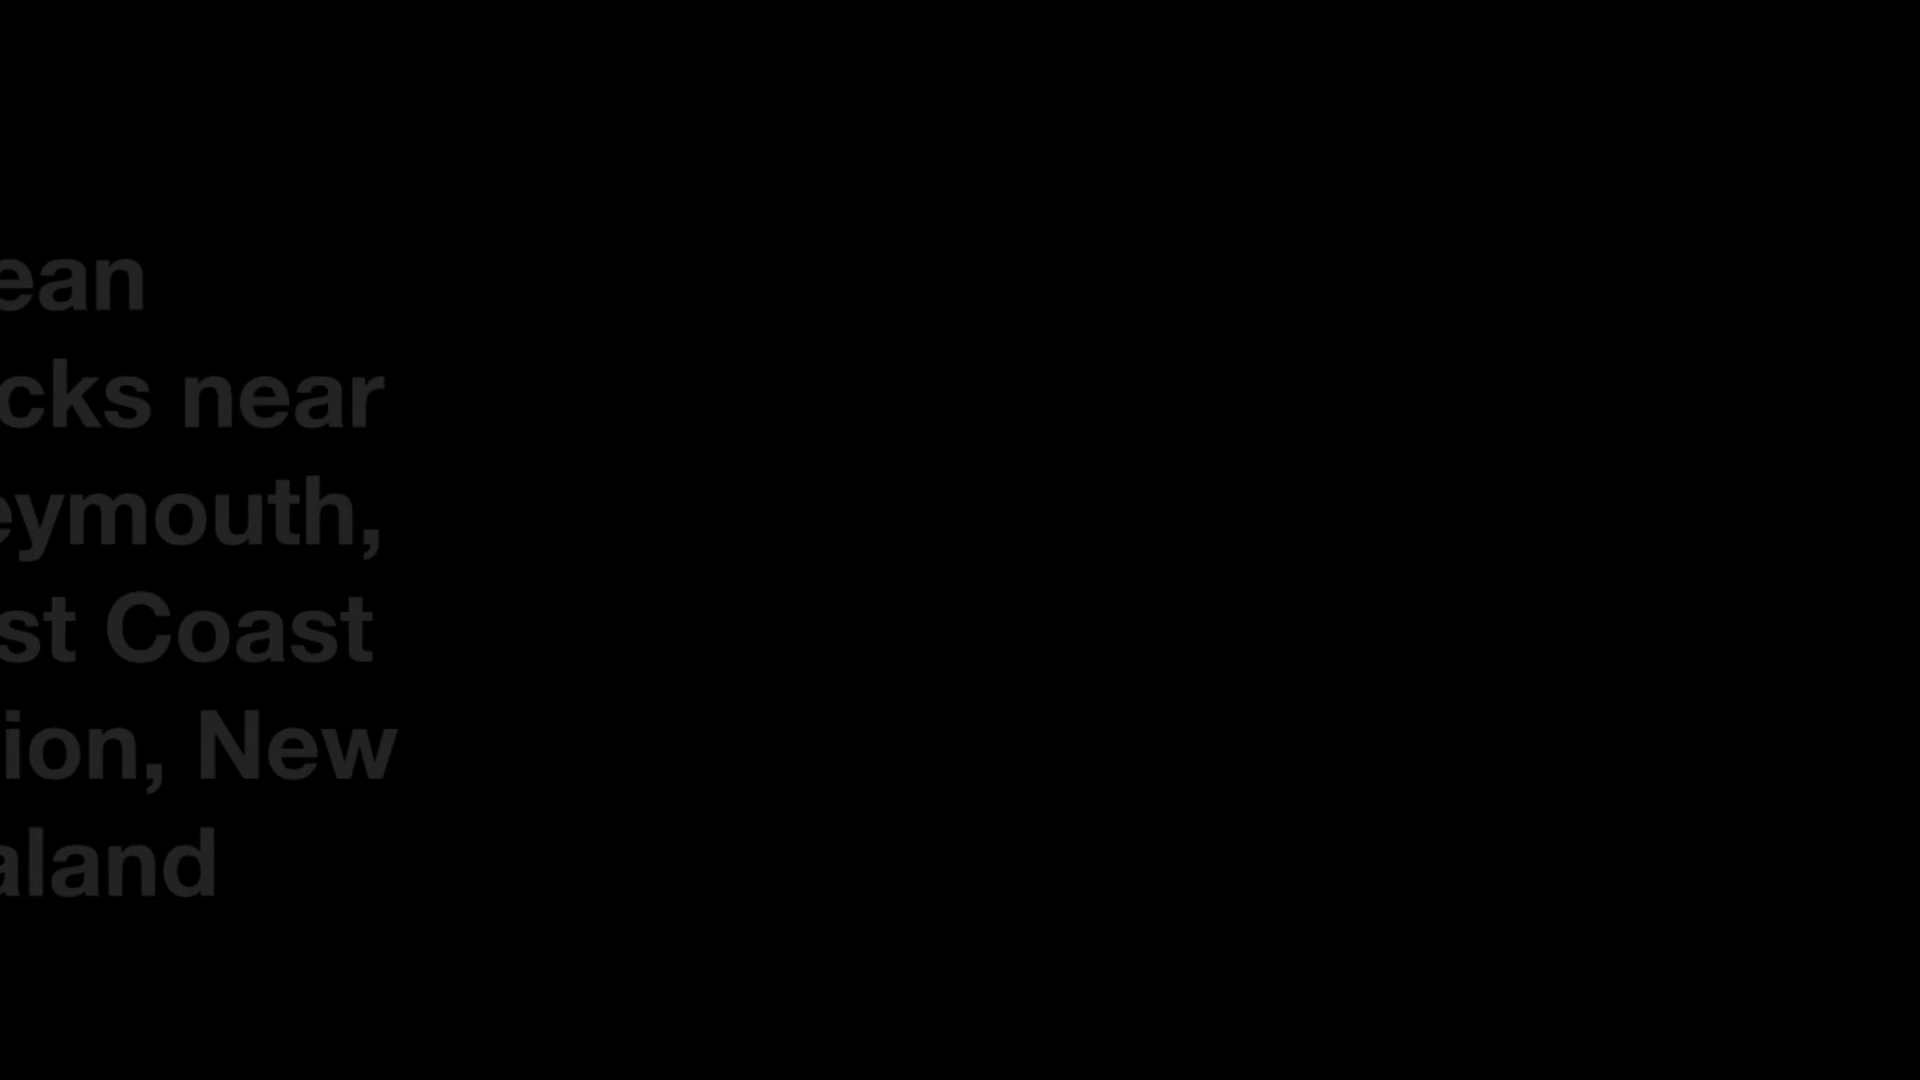 ean
cks near
eymouth,
st Coast
ion, New
aland